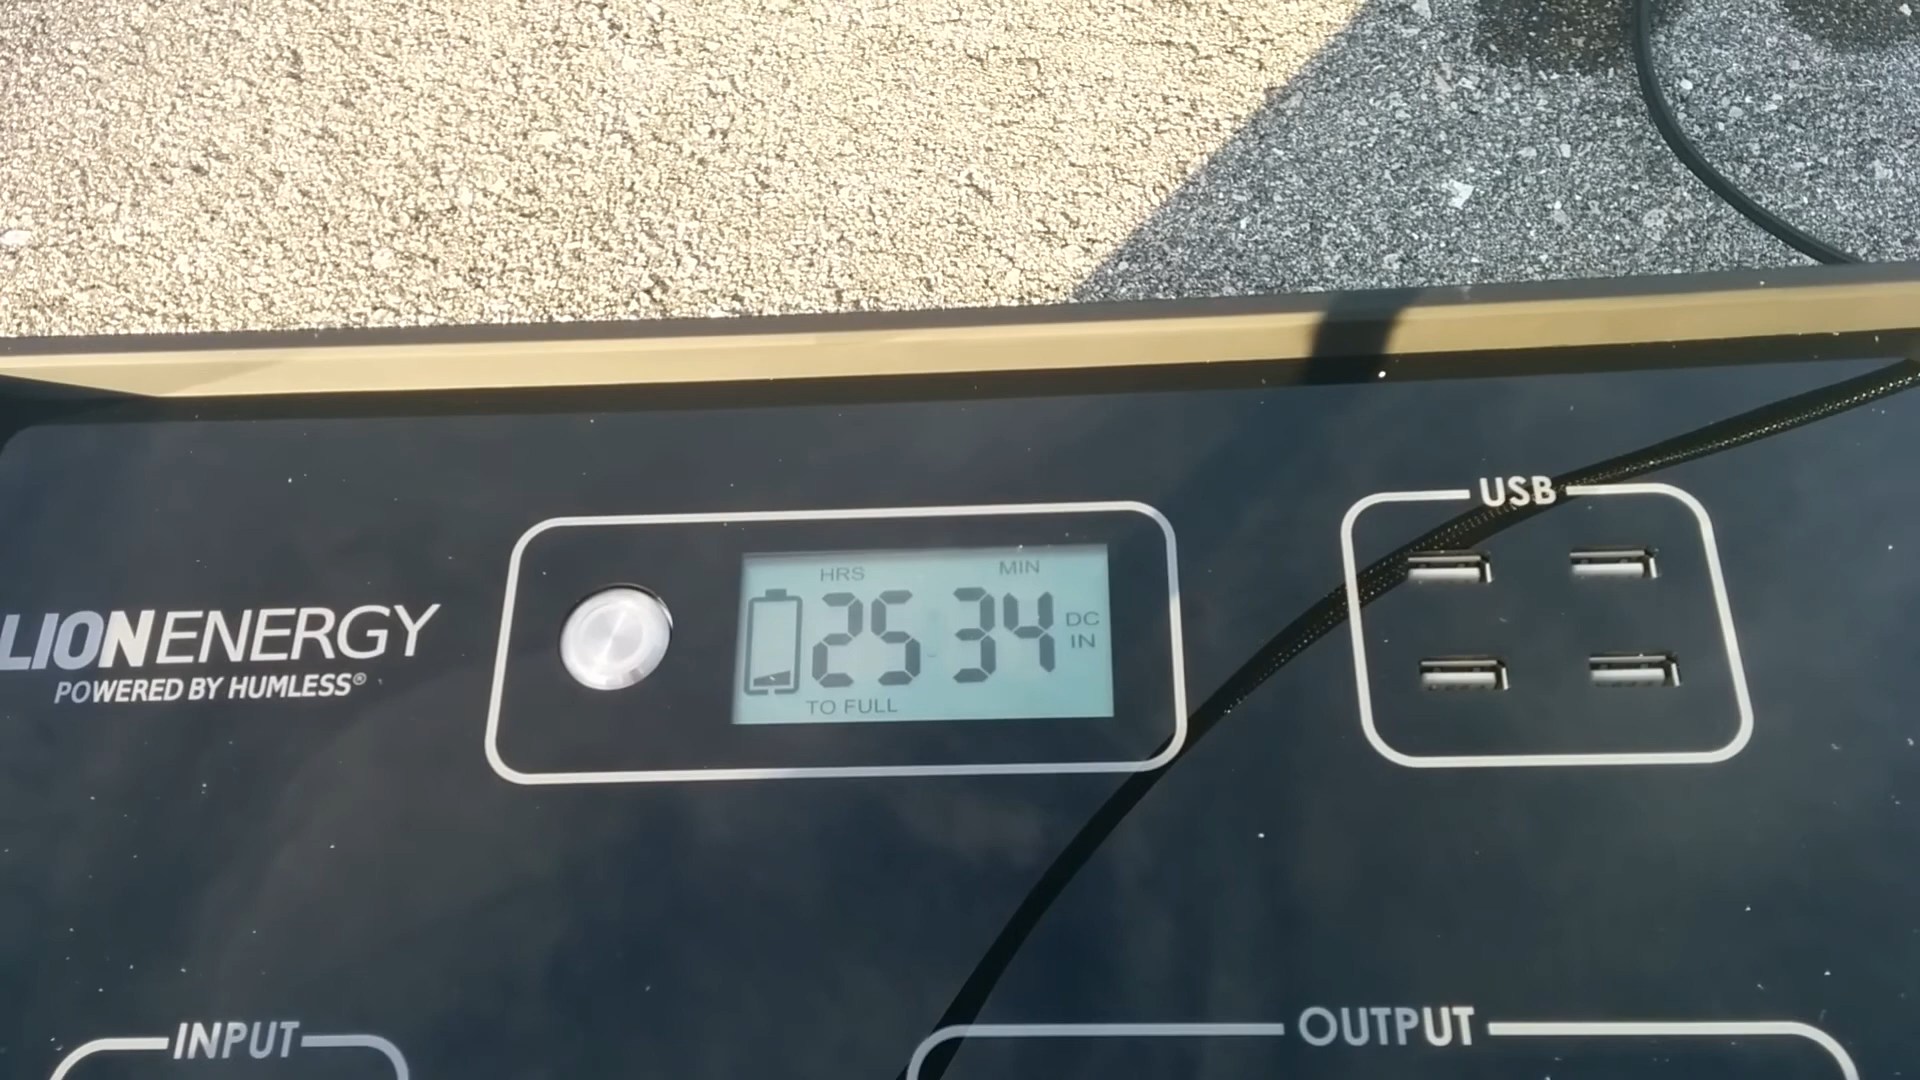 LION ENERGY
POWERED BY HUMLESS®
HRS MIN
25 34
DC
IN
TO FULL
USB
INPUT
OUTPUT